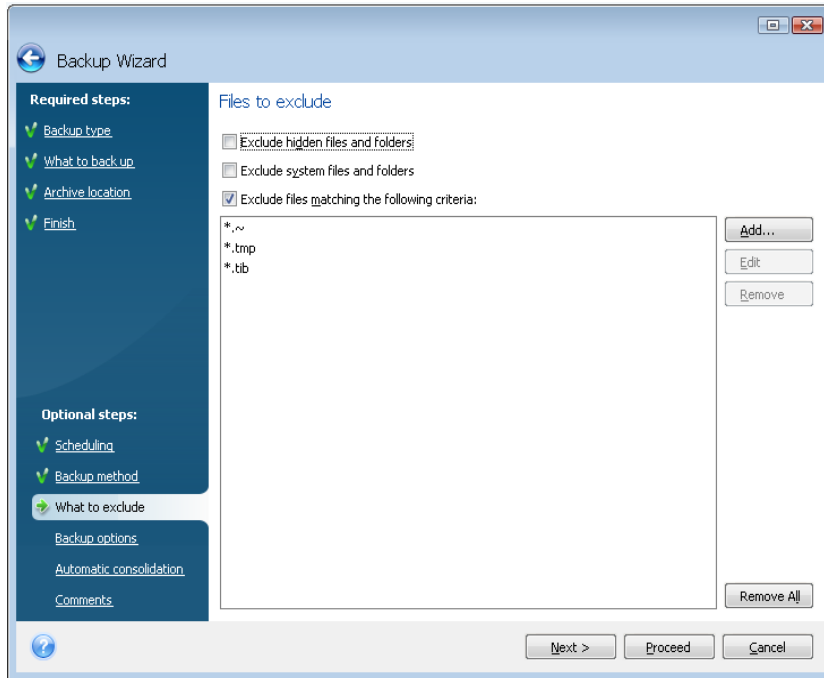 Backup Wizard
Required steps:
Backup type
What to back up
Archive location
Finish
Optional steps:
Scheduling
Backup method
What to exclude
Backup options
Automatic consolidation
Comments
Files to exclude
Exclude hidden files and folders
Exclude system files and folders
Exclude files matching the following criteria:
*.~
*.tmp
*.tib
Add...
Edit
Remove
Remove All
?
Next >
Proceed
Cancel